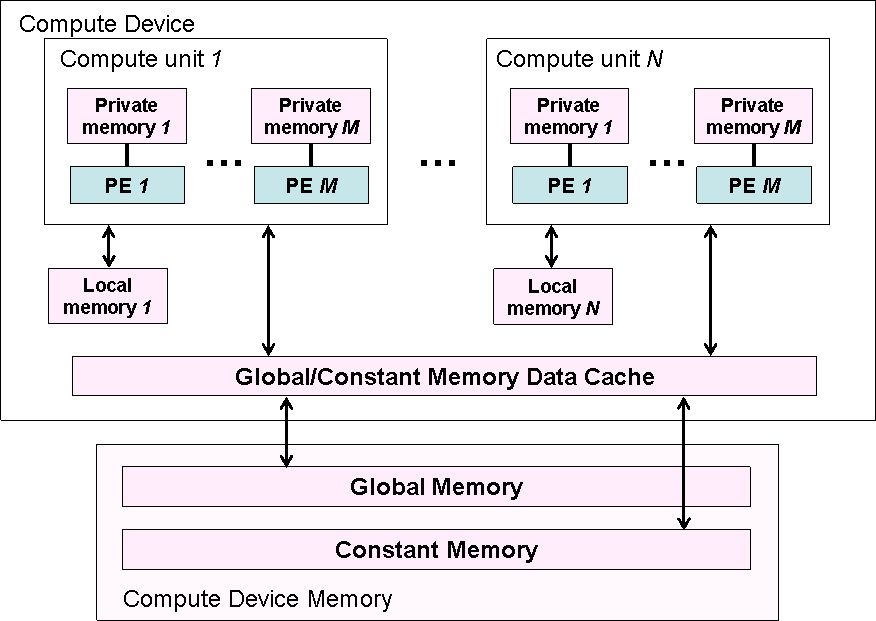 Compute Device
Compute unit 1
Compute unit N
Private
memory 1
Private
memory M
Private
memory 1
Private
memory M
...
...
...
PE 1
PE M
PE 1
PE M
Local
memory 1
Local
memory N
Global/Constant Memory Data Cache
Global Memory
Constant Memory
Compute Device Memory